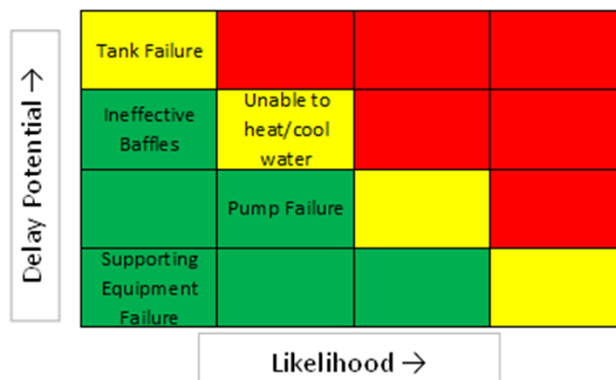 Delay Potential →
Tank Failure
Ineffective
Baffles
Unable to
heat/cool
water
Pump Failure
Supporting
Equipment
Failure
Likelihood →